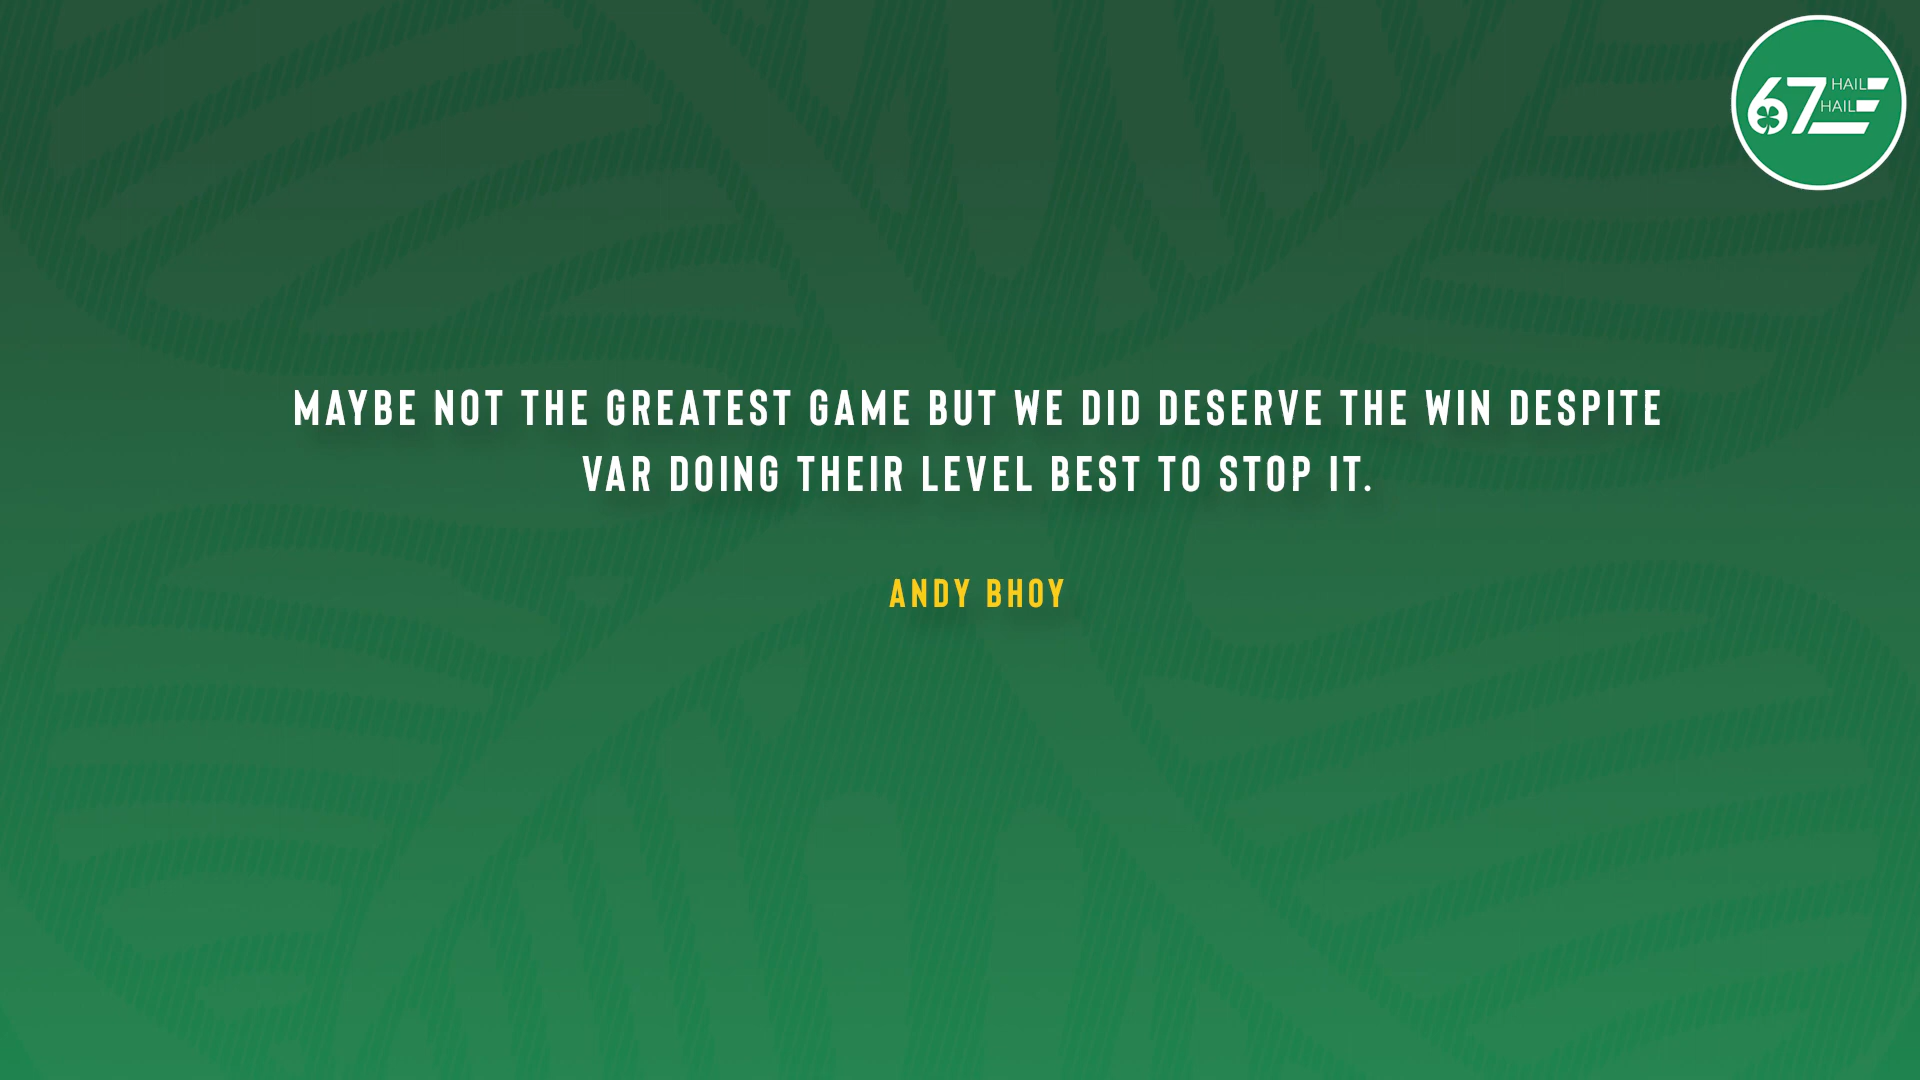 67 HAIL
HAIL
MAYBE NOT THE GREATEST GAME BUT WE DID DESERVE THE WIN DESPITE
VAR DOING THEIR LEVEL BEST TO STOP IT.
ANDY BHOY